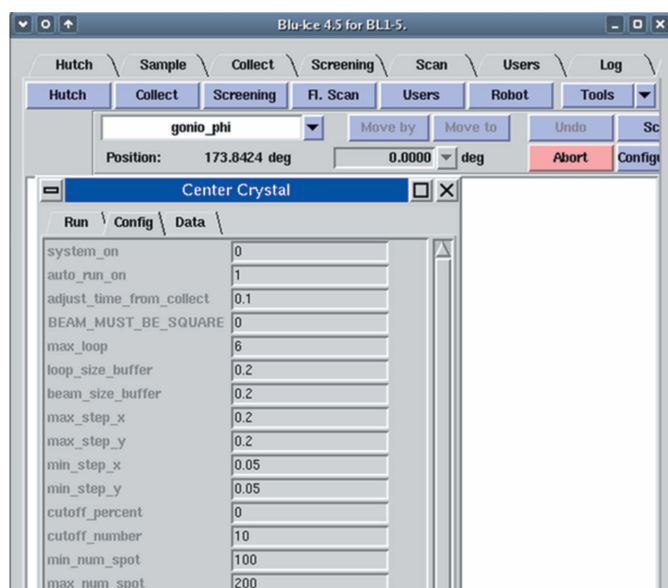 Blu-Ice 4.5 for BL1-5.
Hutch Sample Collect Screening Scan Users Log
Hutch Collect Screening Fl. Scan Users Robot Tools
gonio_phi Move by Move to Undo Sc
Position: 173.8424 deg 0.0000 deg Abort Configu
Center Crystal
Run Config Data
system_on 0
auto_run_on 1
adjust_time_from_collect 0.1
BEAM_MUST_BE_SQUARE 0
max_loop 6
loop_size_buffer 0.2
beam_size_buffer 0.2
max_step_x 0.2
max_step_y 0.2
min_step_x 0.05
min_step_y 0.05
cutoff_percent 0
cutoff_number 10
min_num_spot 100
max_num_spot 200